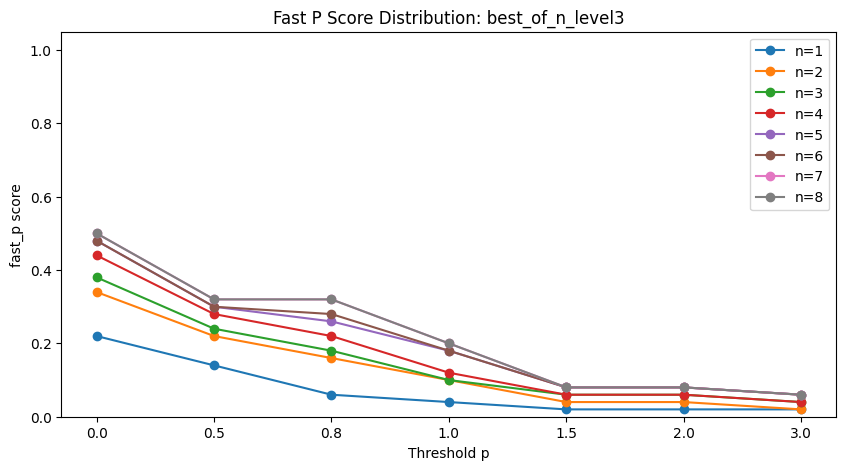 Fast P Score Distribution: best_of_n_level3
fast_p score
1.0
0.8
0.6
0.4
0.2
0.0
n=1
n=2
n=3
n=4
n=5
n=6
n=7
n=8
0.0
0.5
0.8
1.0
1.5
2.0
3.0
Threshold p